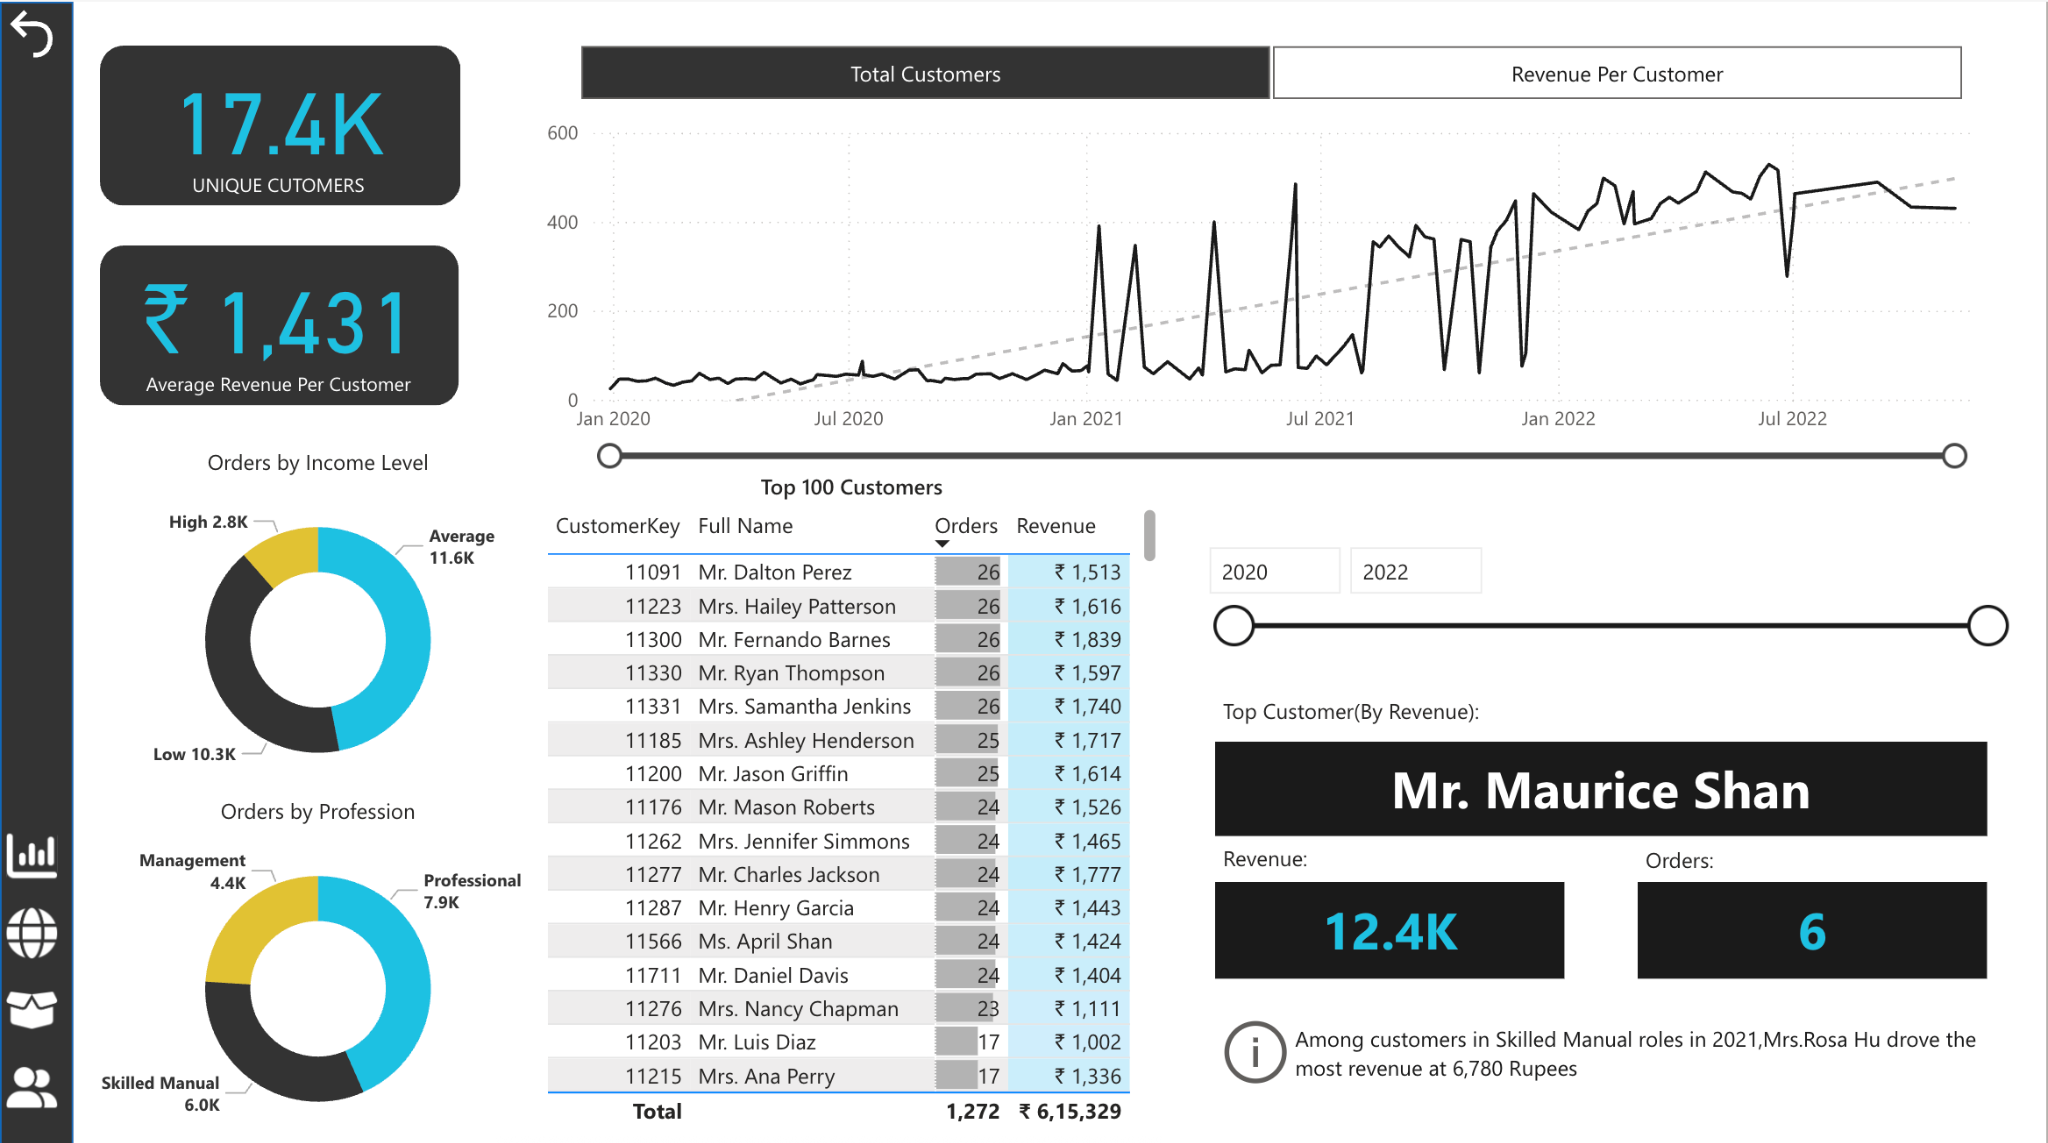 17.4K
UNIQUE CUTOMERS
₹ 1,431
Average Revenue Per Customer
Total Customers
Revenue Per Customer
600
400
200
0
Jan 2020
Jul 2020
Jan 2021
Jul 2021
Jan 2022
Jul 2022
Orders by Income Level
High 2.8K
Average
11.6K
Low 10.3K
Orders by Profession
Management
4.4K
Professional
7.9K
Skilled Manual
6.0K
Top 100 Customers
CustomerKey Full Name Orders Revenue
11091 Mr. Dalton Perez 26 ₹ 1,513
11223 Mrs. Hailey Patterson 26 ₹ 1,616
11300 Mr. Fernando Barnes 26 ₹ 1,839
11330 Mr. Ryan Thompson 26 ₹ 1,597
11331 Mrs. Samantha Jenkins 26 ₹ 1,740
11185 Mrs. Ashley Henderson 25 ₹ 1,717
11200 Mr. Jason Griffin 25 ₹ 1,614
11176 Mr. Mason Roberts 24 ₹ 1,526
11262 Mrs. Jennifer Simmons 24 ₹ 1,465
11277 Mr. Charles Jackson 24 ₹ 1,777
11287 Mr. Henry Garcia 24 ₹ 1,443
11566 Ms. April Shan 24 ₹ 1,424
11711 Mr. Daniel Davis 24 ₹ 1,404
11276 Mrs. Nancy Chapman 23 ₹ 1,111
11203 Mr. Luis Diaz 17 ₹ 1,002
11215 Mrs. Ana Perry 17 ₹ 1,336
Total 1,272 ₹ 6,15,329
2020
2022
Top Customer(By Revenue):
Mr. Maurice Shan
Revenue:
Orders:
12.4K
6
Among customers in Skilled Manual roles in 2021,Mrs.Rosa Hu drove the
most revenue at 6,780 Rupees